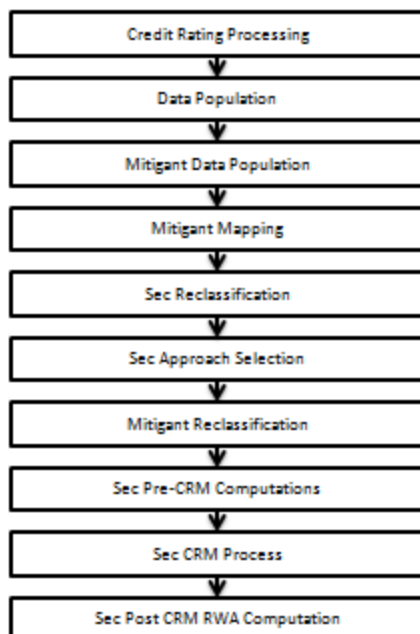 Credit Rating Processing
Data Population
Mitigant Data Population
Mitigant Mapping
Sec Reclassification
Sec Approach Selection
Mitigant Reclassification
Sec Pre-CRM Computations
Sec CRM Process
Sec Post CRM RWA Computation